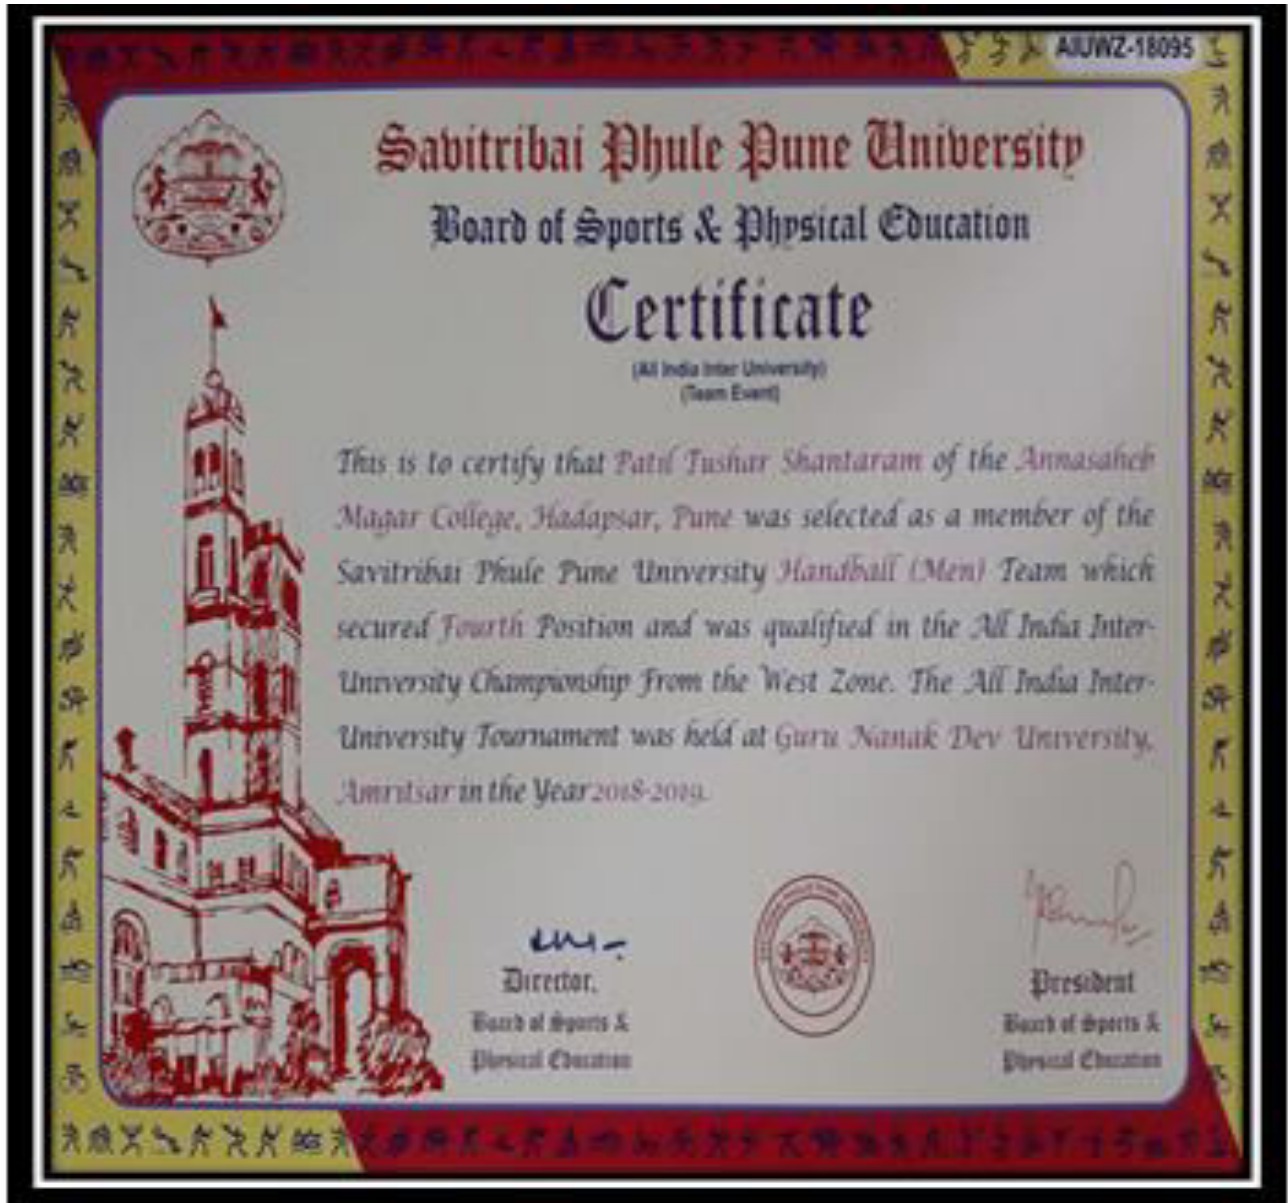 AIUWZ-18095
Savitribai Phule Pune University
Board of Sports & Physical Education
Certificate
(All India Inter University)
(Team Event)
This is to certify that Patil Tushar Shantaram of the Annasaheb
Magar College, Hadapsar, Pune was selected as a member of the
Savitribai Phule Pune University Handball (Men) Team which
secured Fourth Position and was qualified in the All India Inter-
University Championship From the West Zone. The All India Inter-
University Tournament was held at Guru Nanak Dev University,
Amritsar in the Year 2018-2019.
Director,
Board of Sports &
Physical Education
President
Board of Sports &
Physical Education